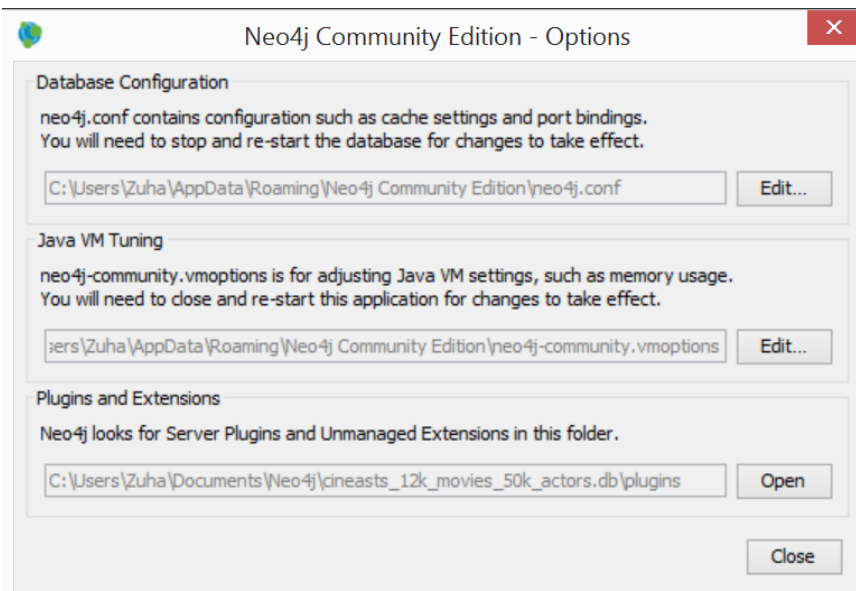 Neo4j Community Edition - Options
Database Configuration
neo4j.conf contains configuration such as cache settings and port bindings.
You will need to stop and re-start the database for changes to take effect.
C:\Users\Zuha\AppData\Roaming\Neo4j Community Edition\neo4j.conf
Edit...
Java VM Tuning
neo4j-community.vmoptions is for adjusting Java VM settings, such as memory usage.
You will need to close and re-start this application for changes to take effect.
sers\Zuha\AppData\Roaming\Neo4j Community Edition\neo4j-community.vmoptions
Edit...
Plugins and Extensions
Neo4j looks for Server Plugins and Unmanaged Extensions in this folder.
C:\Users\Zuha\Documents\Neo4j\cineasts_12k_movies_50k_actors.db\plugins
Open
Close